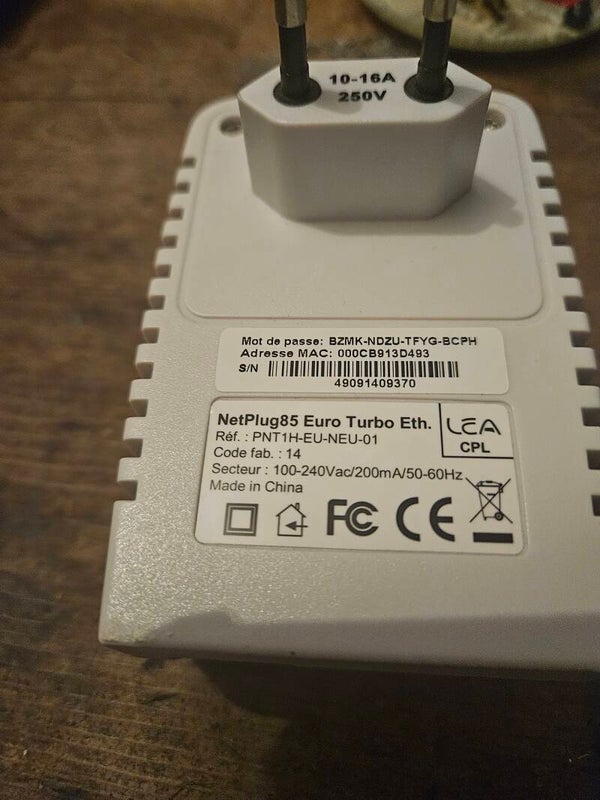 10-16A
250V
Mot de passe: BZMK-NDZU-TFYG-BCPH
Adresse MAC: 000CB913D493
S/N
49091409370
NetPlug85 Euro Turbo Eth.
LEA
CPL
Réf. : PNT1H-EU-NEU-01
Code fab. : 14
Secteur : 100-240Vac/200mA/50-60Hz
Made in China
FC CE